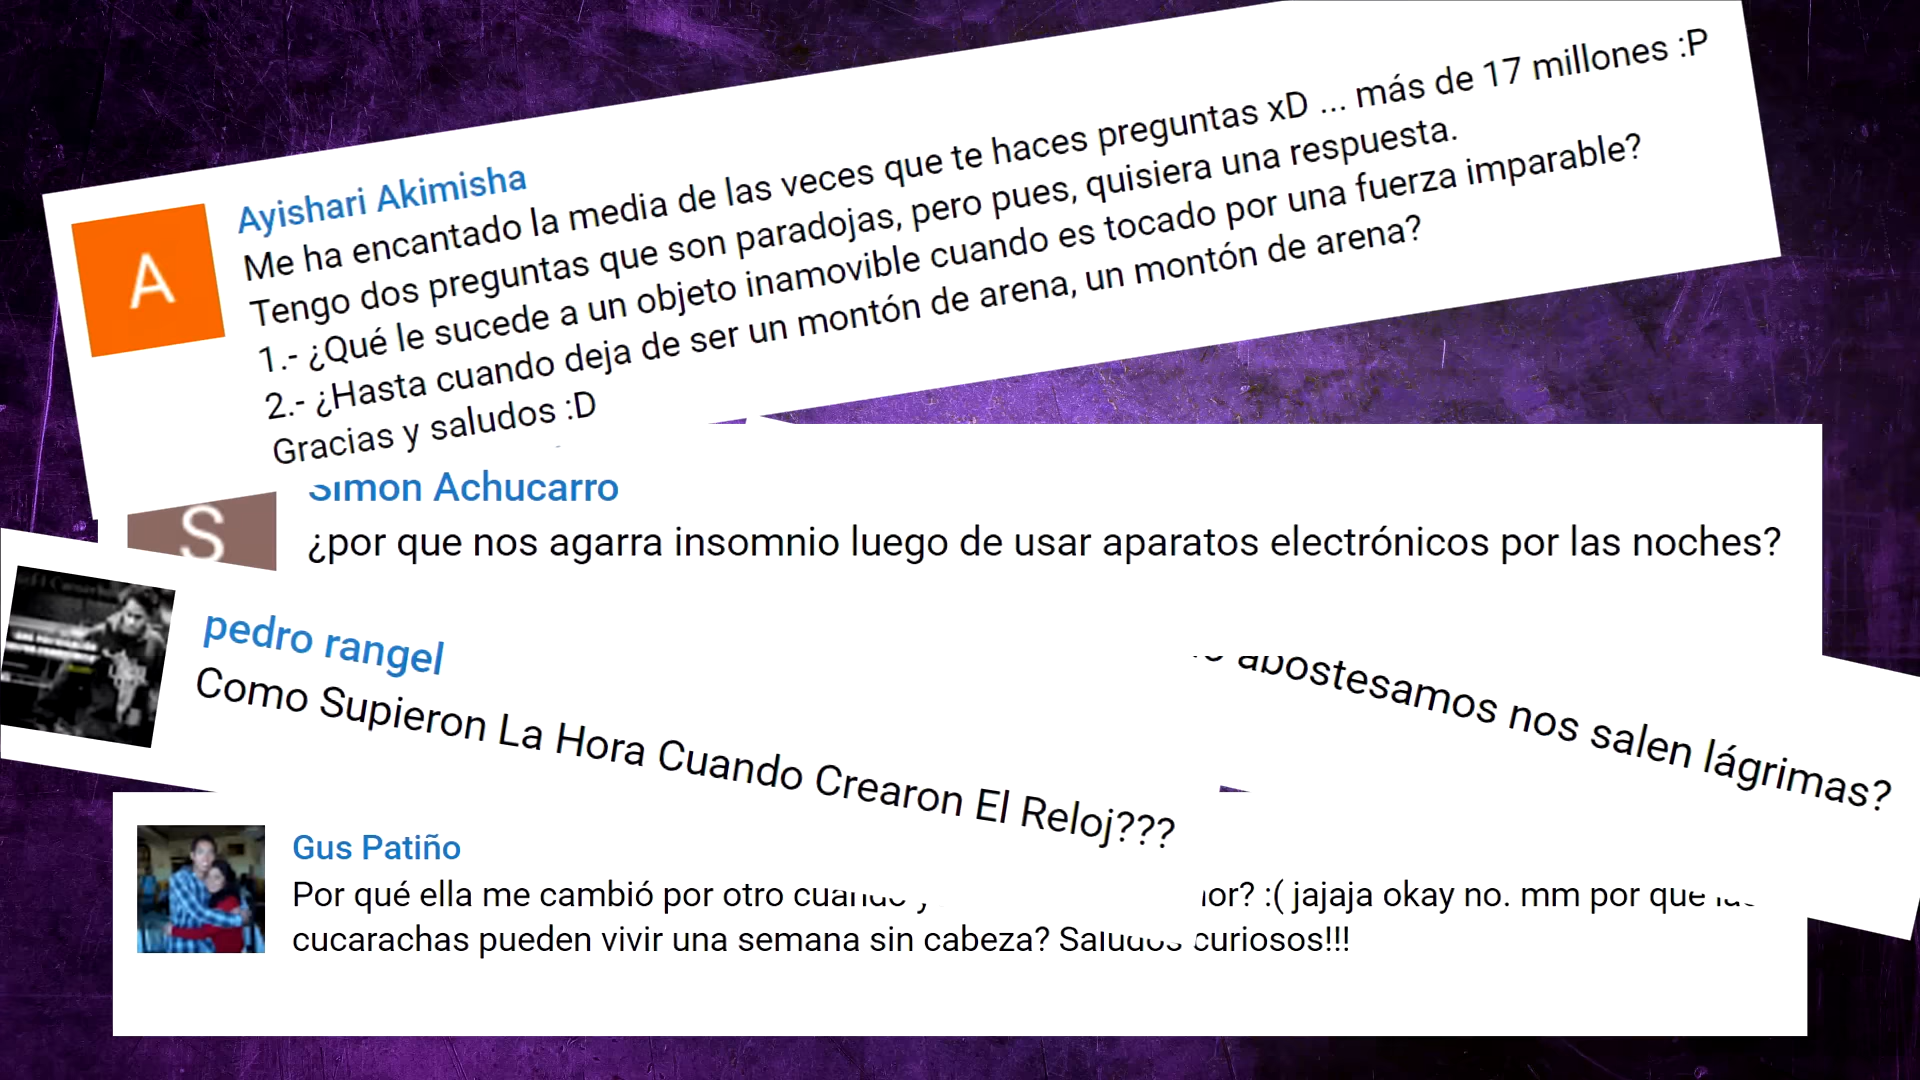 A
Ayishari Akimisha
Me ha encantado la media de las veces que te haces preguntas xD ... más de 17 millones :P
Tengo dos preguntas que son paradojas, pero pues, quisiera una respuesta.
1.- ¿Qué le sucede a un objeto inamovible cuando es tocado por una fuerza imparable?
2.- ¿Hasta cuando deja de ser un montón de arena, un montón de arena?
Gracias y saludos :D
S
Simon Achucarro
¿por que nos agarra insomnio luego de usar aparatos electrónicos por las noches?
abostesamos nos salen lágrimas?
pedro rangel
Como Supieron La Hora Cuando Crearon El Reloj???
Gus Patiño
Por qué ella me cambió por otro cuando :( jajaja okay no. mm por que
cucarachas pueden vivir una semana sin cabeza? Saludos curiosos!!!